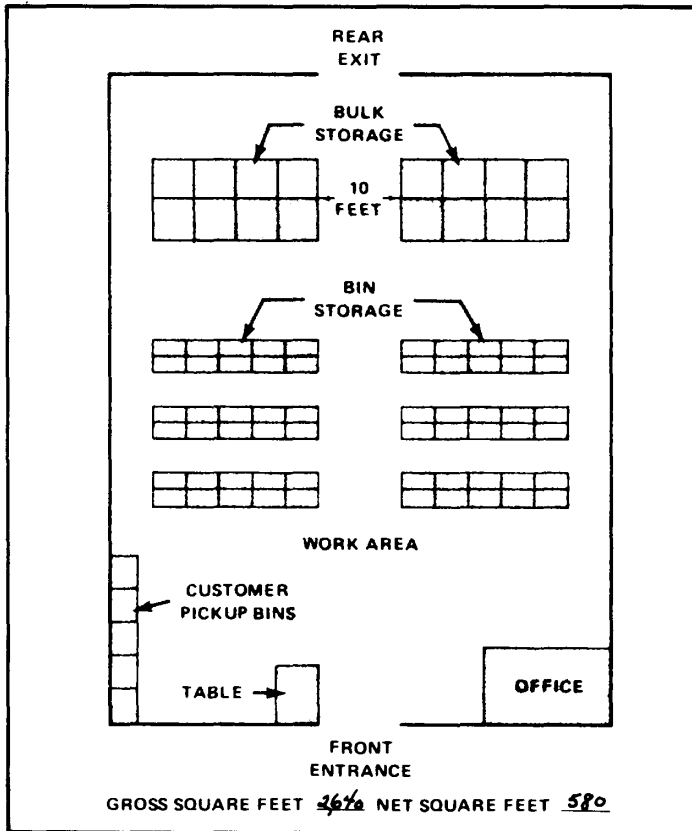 REAR
EXIT
BULK
STORAGE
10
FEET
BIN
STORAGE
WORK AREA
CUSTOMER
PICKUP BINS
TABLE
OFFICE
FRONT
ENTRANCE
GROSS SQUARE FEET 2640 NET SQUARE FEET 580